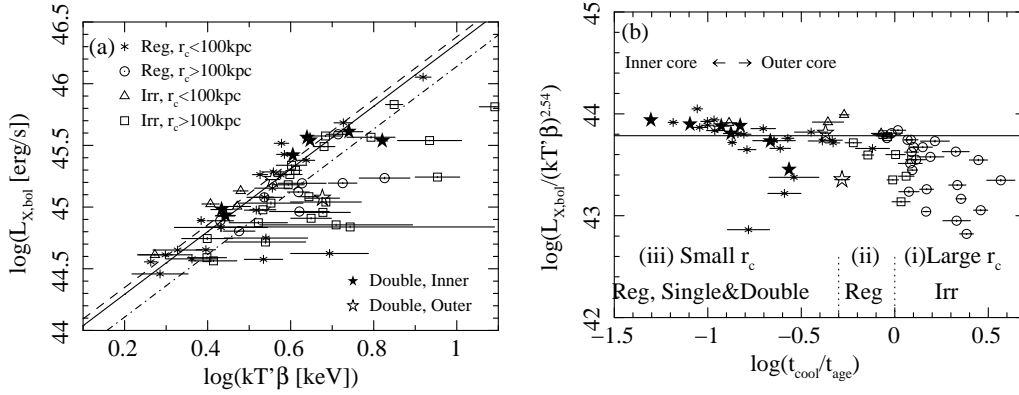 (a)
Reg, r_c<100kpc
Reg, r_c>100kpc
Irr, r_c<100kpc
Irr, r_c>100kpc
Double, Inner
Double, Outer
log(L_X,bol [erg/s])
44 44.5 45 45.5 46 46.5
0.2 0.4 0.6 0.8 1
log(kT'β [keV])
(b)
Inner core ← → Outer core
(iii) Small r_c (ii) (i)Large r_c
Reg, Single&Double Reg Irr
log(L_X,bol/(kT'β)^2.54)
42 43 44 45
−1.5 −1 −0.5 0 0.5
log(t_cool/t_age)